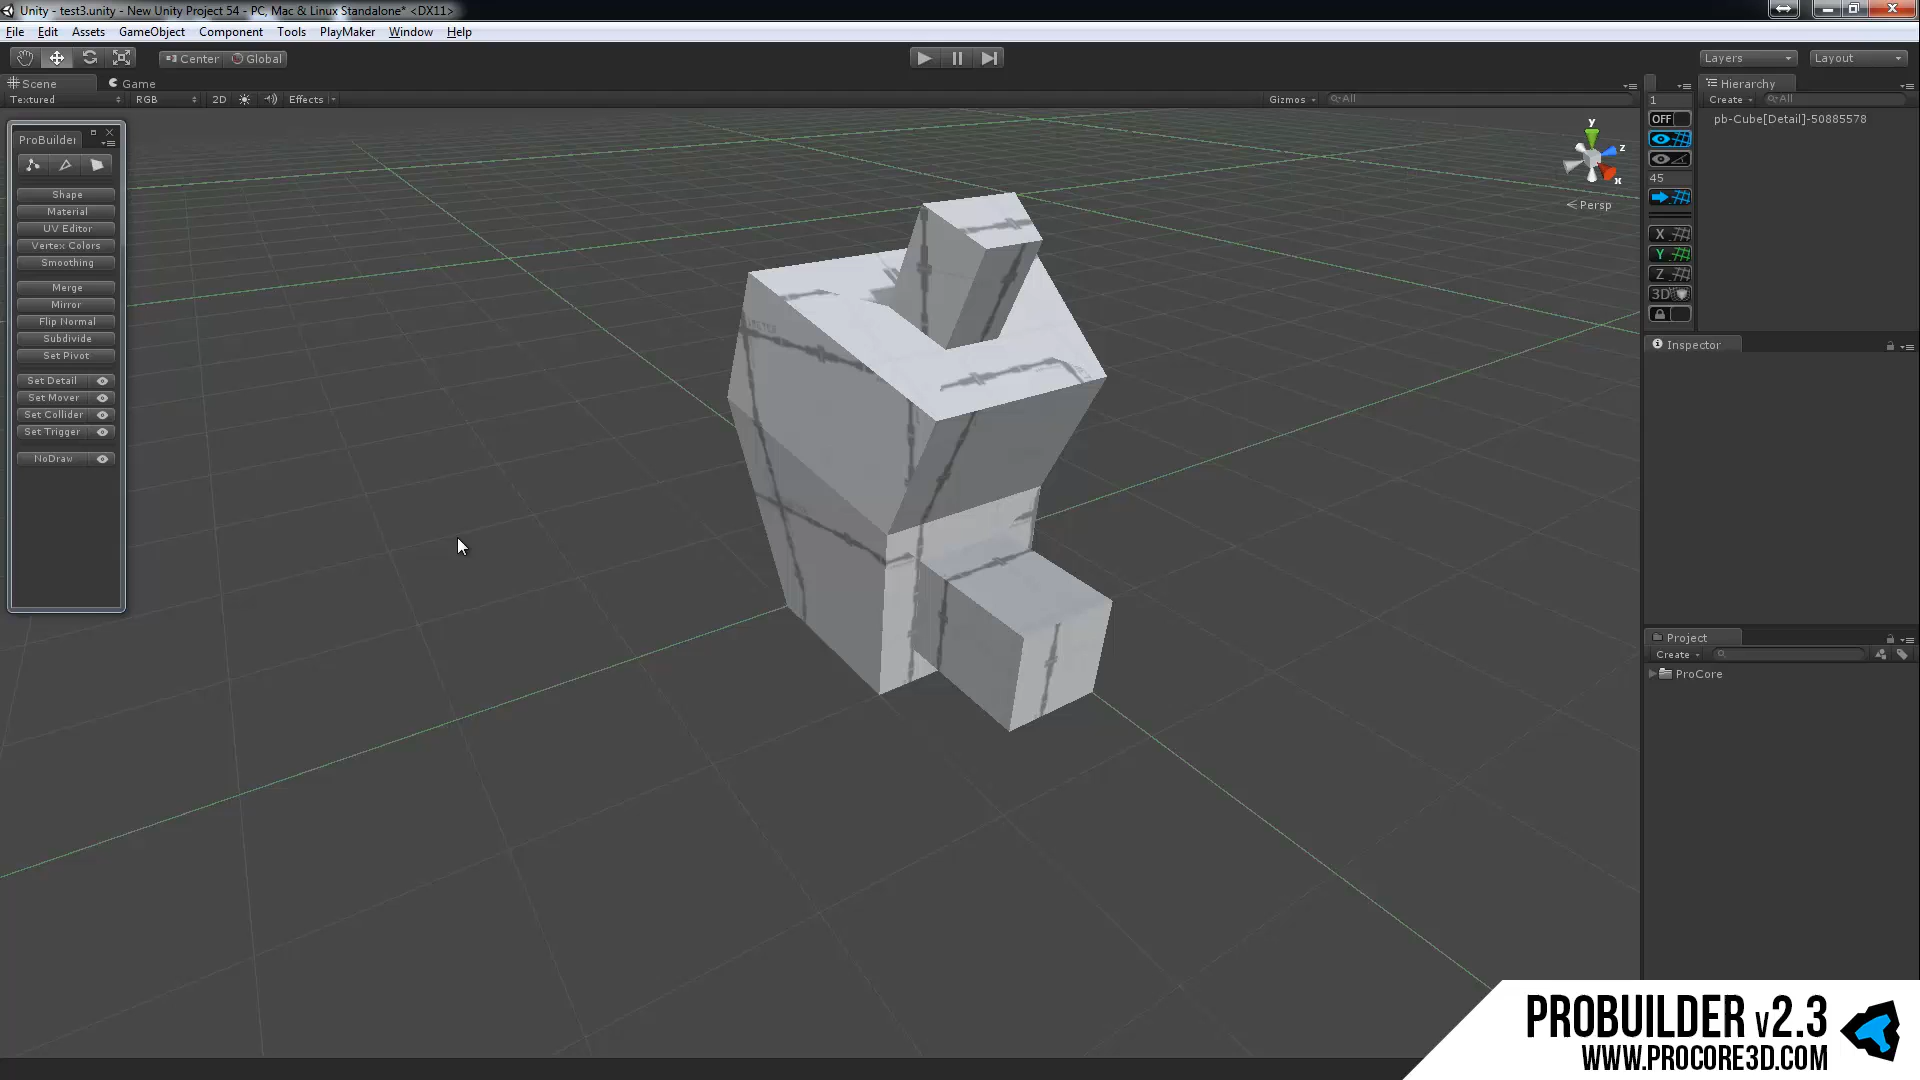 Unity - test3.unity - New Unity Project 54 - PC, Mac & Linux Standalone* <DX11>
File Edit Assets GameObject Component Tools PlayMaker Window Help
Center Global Layers Layout
Scene Game
Textured RGB 2D Effects Gizmos All
Hierarchy
Create All
pb-Cube[Detail]-50885578
ProBuilder
Shape
Material
UV Editor
Vertex Colors
Smoothing
Merge
Mirror
Flip Normal
Subdivide
Set Pivot
Set Detail
Set Mover
Set Collider
Set Trigger
NoDraw
y
z
x
Persp
1
OFF
45
X
Y
Z
3D
Inspector
Project
Create
ProCore
PROBUILDER v2.3
WWW.PROCORE3D.COM